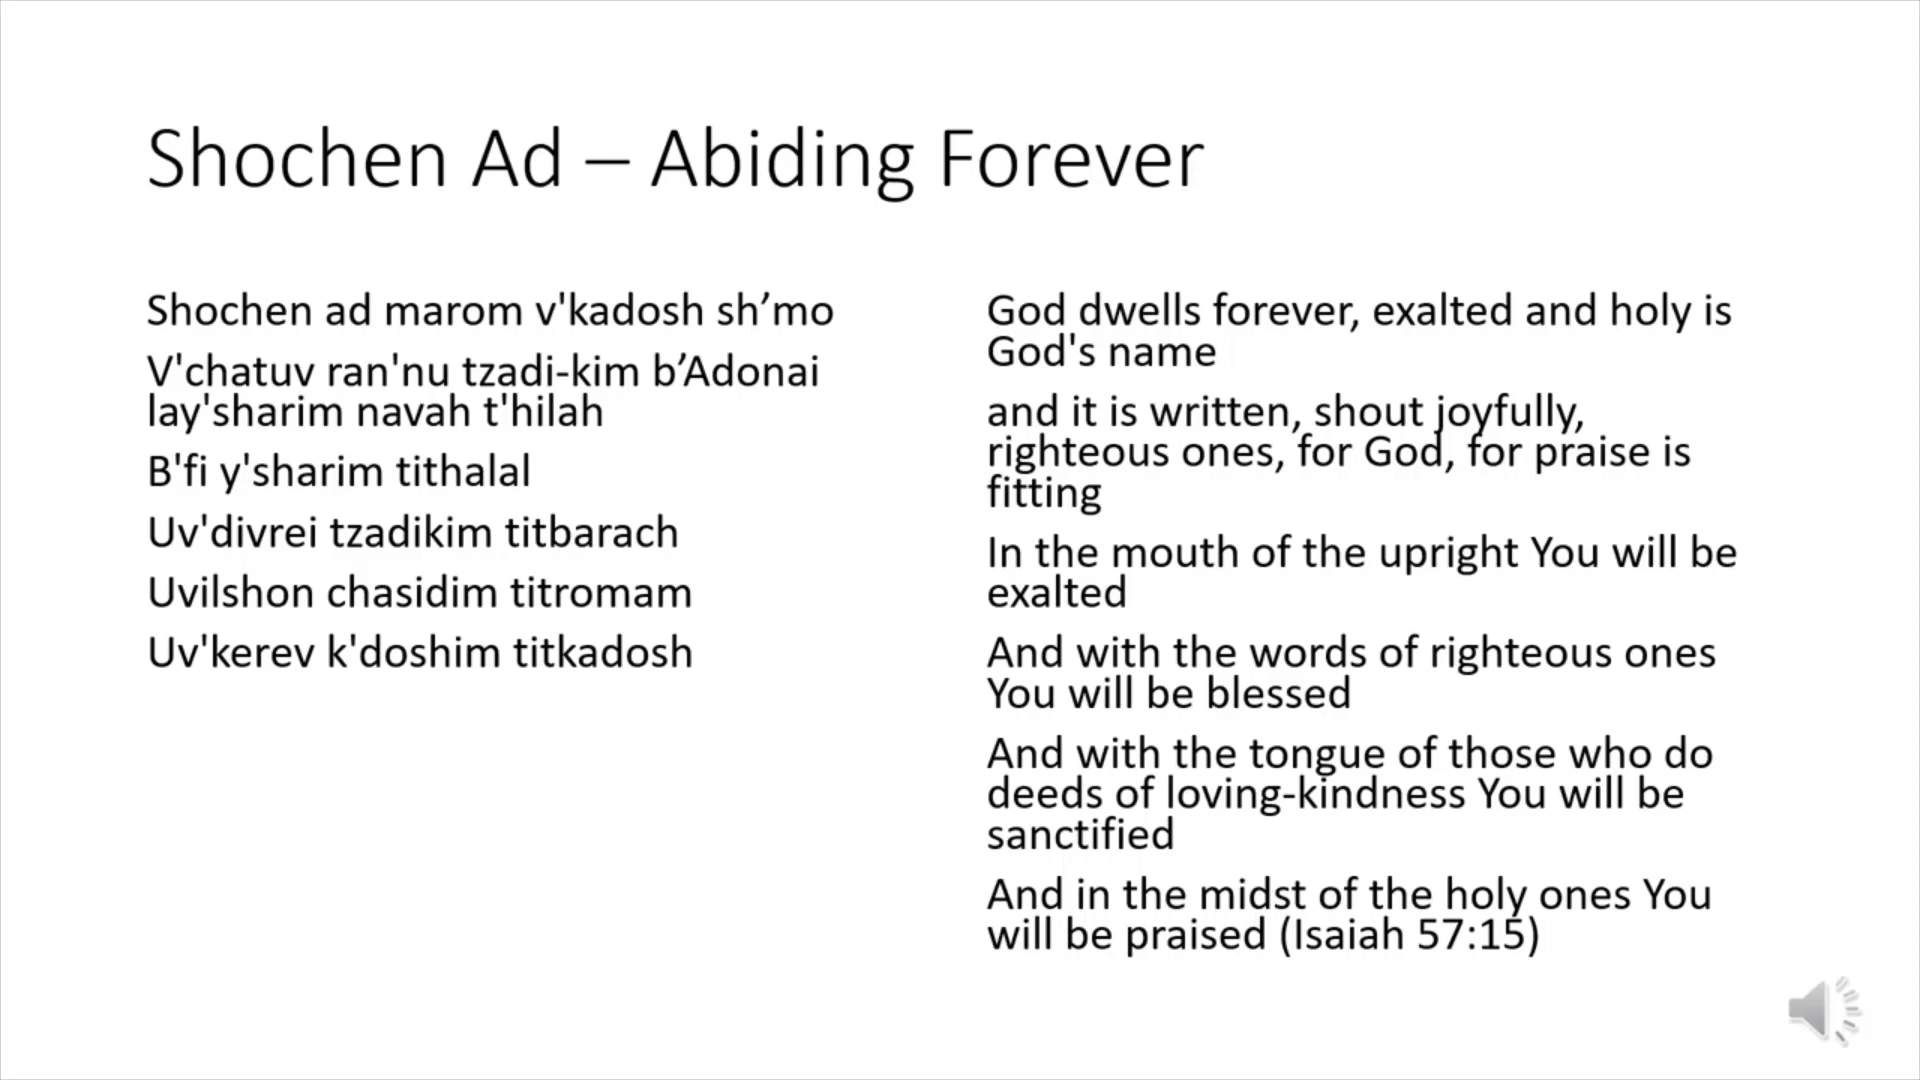 Shochen Ad – Abiding Forever
Shochen ad marom v'kadosh sh’mo
V'chatuv ran'nu tzadi-kim b’Adonai
lay'sharim navah t'hilah
B'fi y'sharim tithalal
Uv'divrei tzadikim titbarach
Uvilshon chasidim titromam
Uv'kerev k'doshim titkadosh
God dwells forever, exalted and holy is
God's name
and it is written, shout joyfully,
righteous ones, for God, for praise is
fitting
In the mouth of the upright You will be
exalted
And with the words of righteous ones
You will be blessed
And with the tongue of those who do
deeds of loving-kindness You will be
sanctified
And in the midst of the holy ones You
will be praised (Isaiah 57:15)